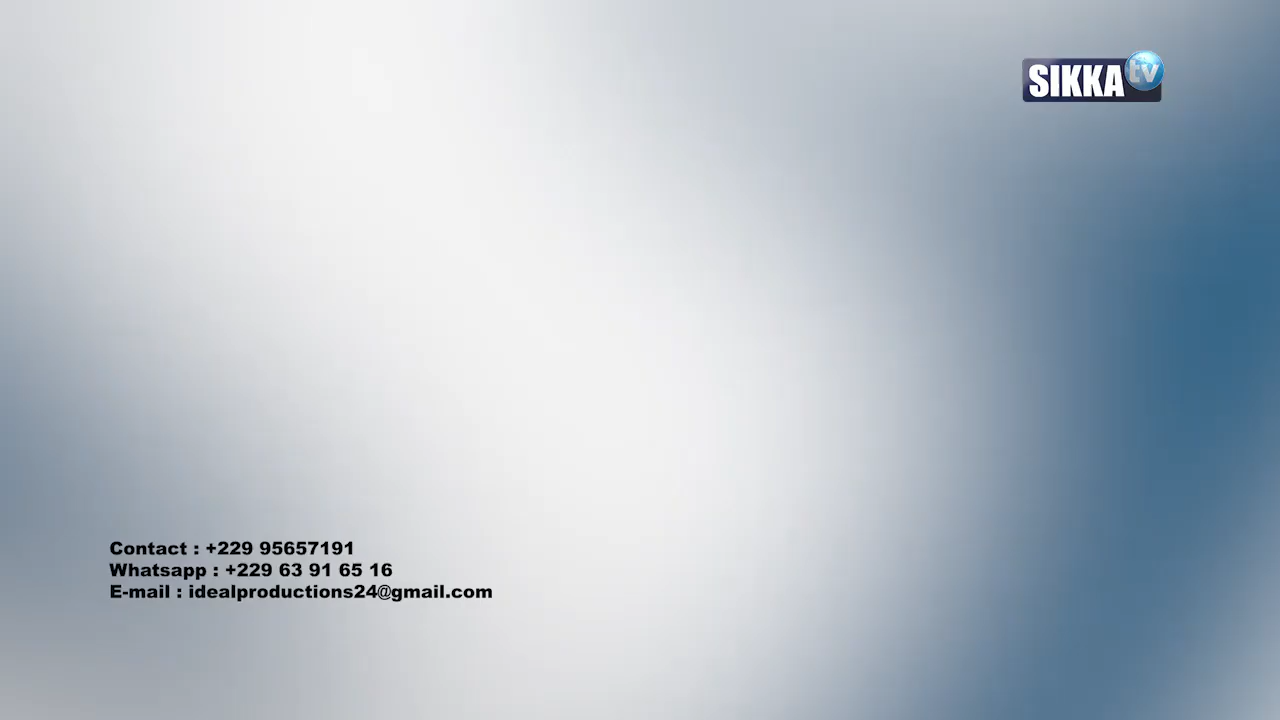 SIKKA tv
Contact : +229 95657191
Whatsapp : +229 63 91 65 16
E-mail : idealproductions24@gmail.com